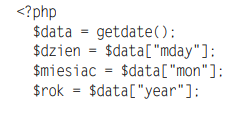 <?php
$data = getdate();
$dzien = $data["mday"];
$miesiac = $data["mon"];
$rok = $data["year"];